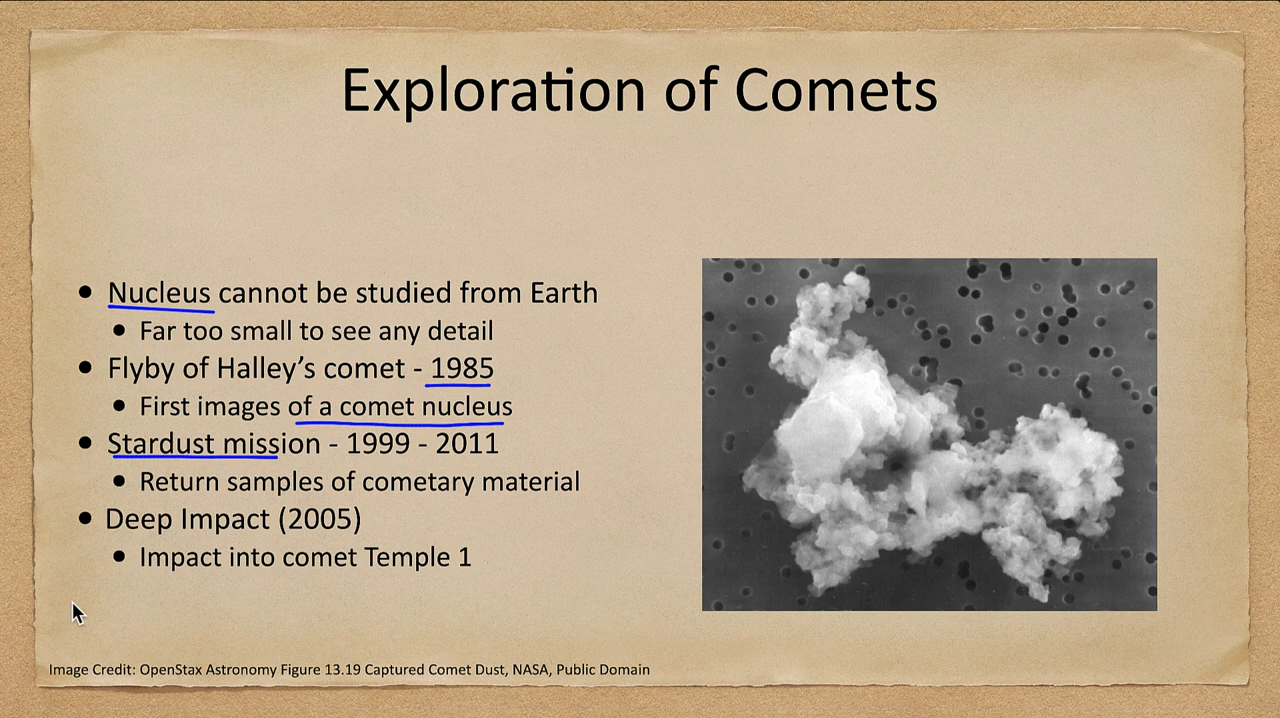 Exploration of Comets
• Nucleus cannot be studied from Earth
• Far too small to see any detail
• Flyby of Halley’s comet - 1985
• First images of a comet nucleus
• Stardust mission - 1999 - 2011
• Return samples of cometary material
• Deep Impact (2005)
• Impact into comet Temple 1
Image Credit: OpenStax Astronomy Figure 13.19 Captured Comet Dust, NASA, Public Domain